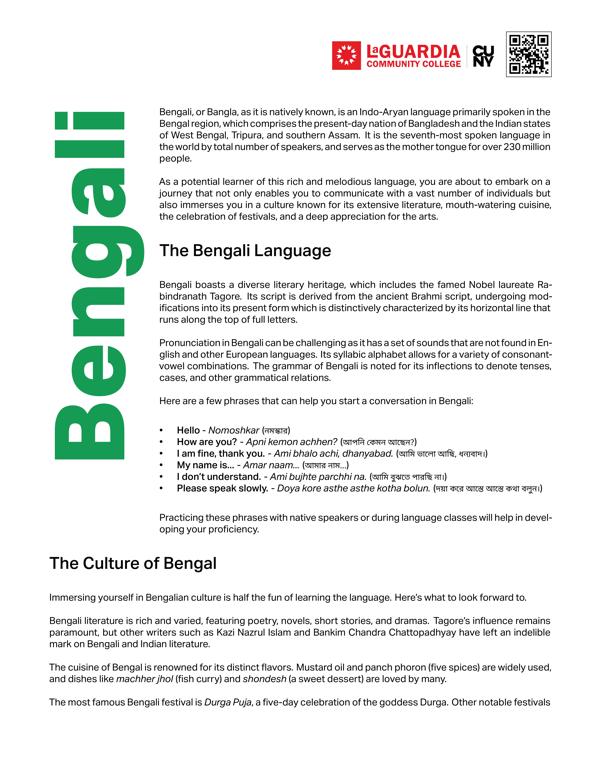 LAGUARDIA
COMMUNITY COLLEGE
CU
NY
Bengali
Bengali, or Bangla, as it is natively known, is an Indo-Aryan language primarily spoken in the
Bengal region, which comprises the present-day nation of Bangladesh and the Indian states
of West Bengal, Tripura, and southern Assam. It is the seventh-most spoken language in
the world by total number of speakers, and serves as the mother tongue for over 230 million
people.
As a potential learner of this rich and melodious language, you are about to embark on a
journey that not only enables you to communicate with a vast number of individuals but
also immerses you in a culture known for its extensive literature, mouth-watering cuisine,
the celebration of festivals, and a deep appreciation for the arts.
The Bengali Language
Bengali boasts a diverse literary heritage, which includes the famed Nobel laureate Ra-
bindranath Tagore. Its script is derived from the ancient Brahmi script, undergoing mod-
ifications into its present form which is distinctively characterized by its horizontal line that
runs along the top of full letters.
Pronunciation in Bengali can be challenging as it has a set of sounds that are not found in En-
glish and other European languages. Its syllabic alphabet allows for a variety of consonant-
vowel combinations. The grammar of Bengali is noted for its inflections to denote tenses,
cases, and other grammatical relations.
Here are a few phrases that can help you start a conversation in Bengali:
• Hello - Nomoshkar (নমস্কার)
• How are you? - Apni kemon achhen? (আপনি কেমন আছেন?)
• I am fine, thank you. - Ami bhalo achi, dhanyabad. (আমি ভালো আছি, ধন্যবাদ।)
• My name is... - Amar naam... (আমার নাম...)
• I don't understand. - Ami bujhte parchhi na. (আমি বুঝতে পারছি না।)
• Please speak slowly. - Doya kore asthe asthe kotha bolun. (দয়া করে আস্তে আস্তে কথা বলুন।)
Practicing these phrases with native speakers or during language classes will help in devel-
oping your proficiency.
The Culture of Bengal
Immersing yourself in Bengalian culture is half the fun of learning the language. Here's what to look forward to.
Bengali literature is rich and varied, featuring poetry, novels, short stories, and dramas. Tagore's influence remains
paramount, but other writers such as Kazi Nazrul Islam and Bankim Chandra Chattopadhyay have left an indelible
mark on Bengali and Indian literature.
The cuisine of Bengal is renowned for its distinct flavors. Mustard oil and panch phoron (five spices) are widely used,
and dishes like machher jhol (fish curry) and shondesh (a sweet dessert) are loved by many.
The most famous Bengali festival is Durga Puja, a five-day celebration of the goddess Durga. Other notable festivals